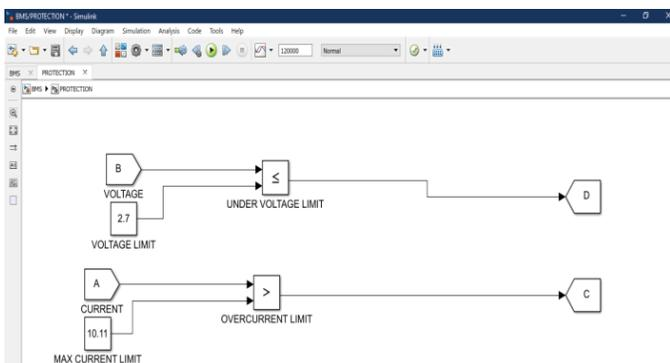 BMS/PROTECTION * - Simulink
File Edit View Display Diagram Simulation Analysis Code Tools Help
120000 Normal
BMS PROTECTION
BMS PROTECTION
B
VOLTAGE
≤
UNDER VOLTAGE LIMIT
D
2.7
VOLTAGE LIMIT
A
CURRENT
>
OVERCURRENT LIMIT
C
10.11
MAX CURRENT LIMIT